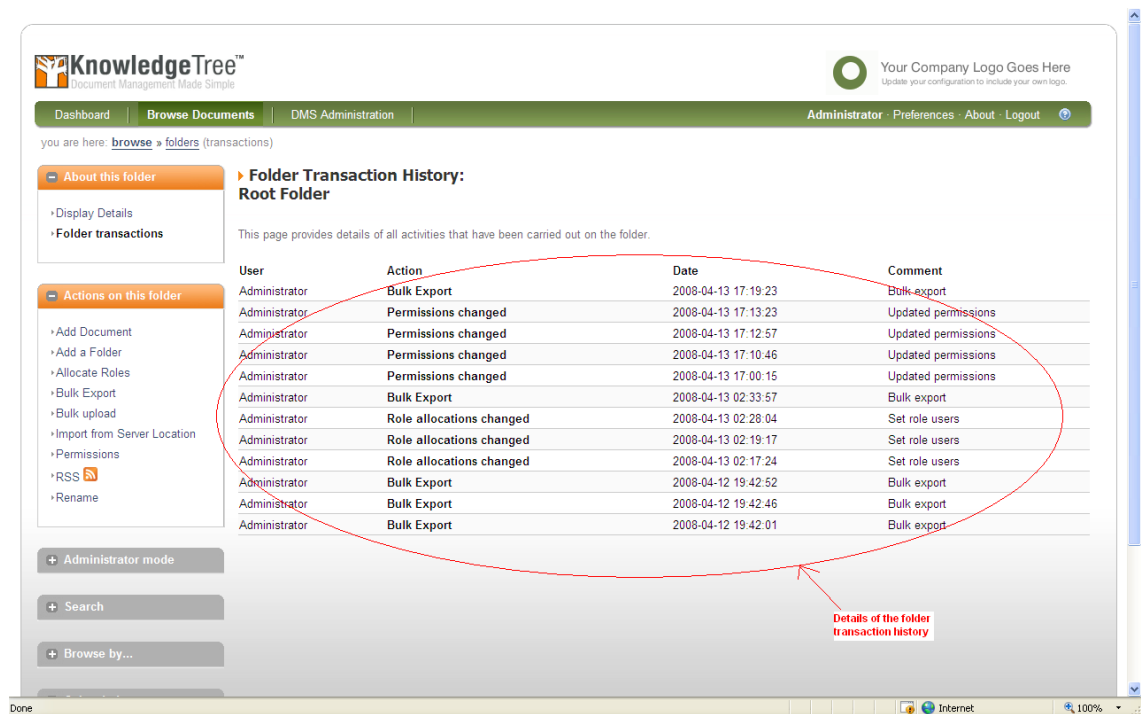 KnowledgeTree™
Document Management Made Simple
Your Company Logo Goes Here
Update your configuration to include your own logo.
Dashboard Browse Documents DMS Administration Administrator · Preferences · About · Logout ?
you are here: browse » folders (transactions)
About this folder
Display Details
Folder transactions
Actions on this folder
Add Document
Add a Folder
Allocate Roles
Bulk Export
Bulk upload
Import from Server Location
Permissions
RSS
Rename
Administrator mode
Search
Browse by...
Folder Transaction History:
Root Folder
This page provides details of all activities that have been carried out on the folder.
User Action Date Comment
Administrator Bulk Export 2008-04-13 17:19:23 Bulk export
Administrator Permissions changed 2008-04-13 17:13:23 Updated permissions
Administrator Permissions changed 2008-04-13 17:12:57 Updated permissions
Administrator Permissions changed 2008-04-13 17:10:46 Updated permissions
Administrator Permissions changed 2008-04-13 17:00:15 Updated permissions
Administrator Bulk Export 2008-04-13 02:33:57 Bulk export
Administrator Role allocations changed 2008-04-13 02:28:04 Set role users
Administrator Role allocations changed 2008-04-13 02:19:17 Set role users
Administrator Role allocations changed 2008-04-13 02:17:24 Set role users
Administrator Bulk Export 2008-04-12 19:42:52 Bulk export
Administrator Bulk Export 2008-04-12 19:42:46 Bulk export
Administrator Bulk Export 2008-04-12 19:42:01 Bulk export
Details of the folder
transaction history
Done Internet 100%